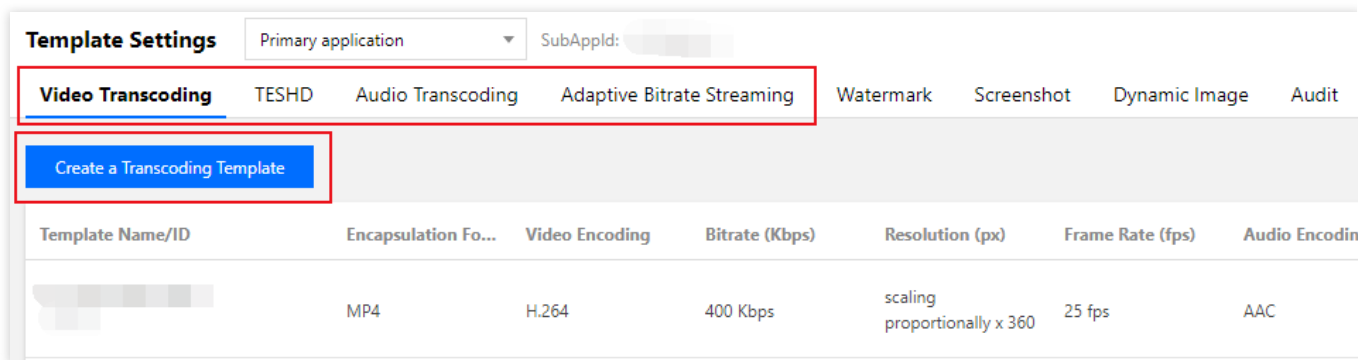 Template Settings Primary application SubAppId:
Video Transcoding TESHD Audio Transcoding Adaptive Bitrate Streaming Watermark Screenshot Dynamic Image Audit
Create a Transcoding Template
Template Name/ID Encapsulation Fo... Video Encoding Bitrate (Kbps) Resolution (px) Frame Rate (fps) Audio Encodin
MP4 H.264 400 Kbps scaling proportionally x 360 25 fps AAC